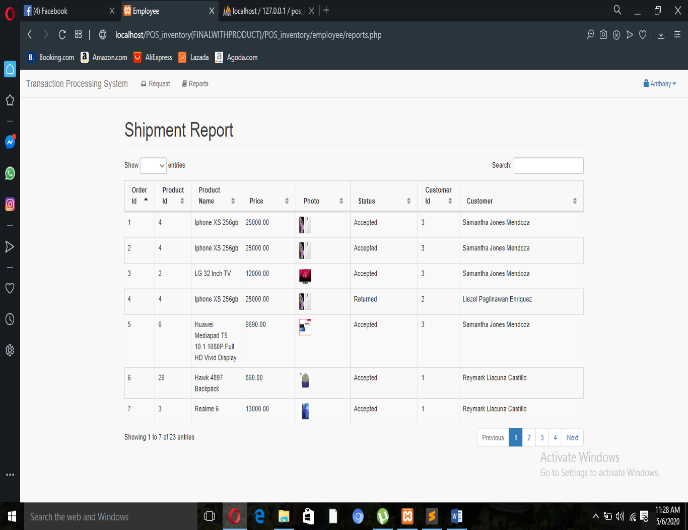 (4) Facebook
Employee
localhost / 127.0.0.1 / pos_i
localhost/POS_inventory(FINALWITHPRODUCT)/POS_inventory/employee/reports.php
Booking.com Amazon.com AliExpress Lazada Agoda.com
Transaction Processing System Request Reports Anthony
Shipment Report
Show entries Search:
Order Id Product Id Product Name Price Photo Status Customer Id Customer
1 4 Iphone XS 256gb 25000.00 Accepted 3 Samantha Jones Mendoza
2 4 Iphone XS 256gb 25000.00 Accepted 3 Samantha Jones Mendoza
3 2 LG 32 Inch TV 12000.00 Accepted 3 Samantha Jones Mendoza
4 4 Iphone XS 256gb 25000.00 Returned 2 Liezel Paglinawan Enriquez
5 6 Huawei 9690.00 Accepted 3 Samantha Jones Mendoza
Mediapad T5
10.1 1080P Full
HD Vivid Display
6 29 Hawk 4897 Accepted 1 Reymark Llacuna Castillo
Backpack
7 3 Realme 6 13000.00 Accepted 1 Reymark Llacuna Castillo
Showing 1 to 7 of 23 entries Previous 1 2 3 4 Next
Activate Windows
Go to Settings to activate Windows.
Search the web and Windows
11:28 AM
5/6/2020